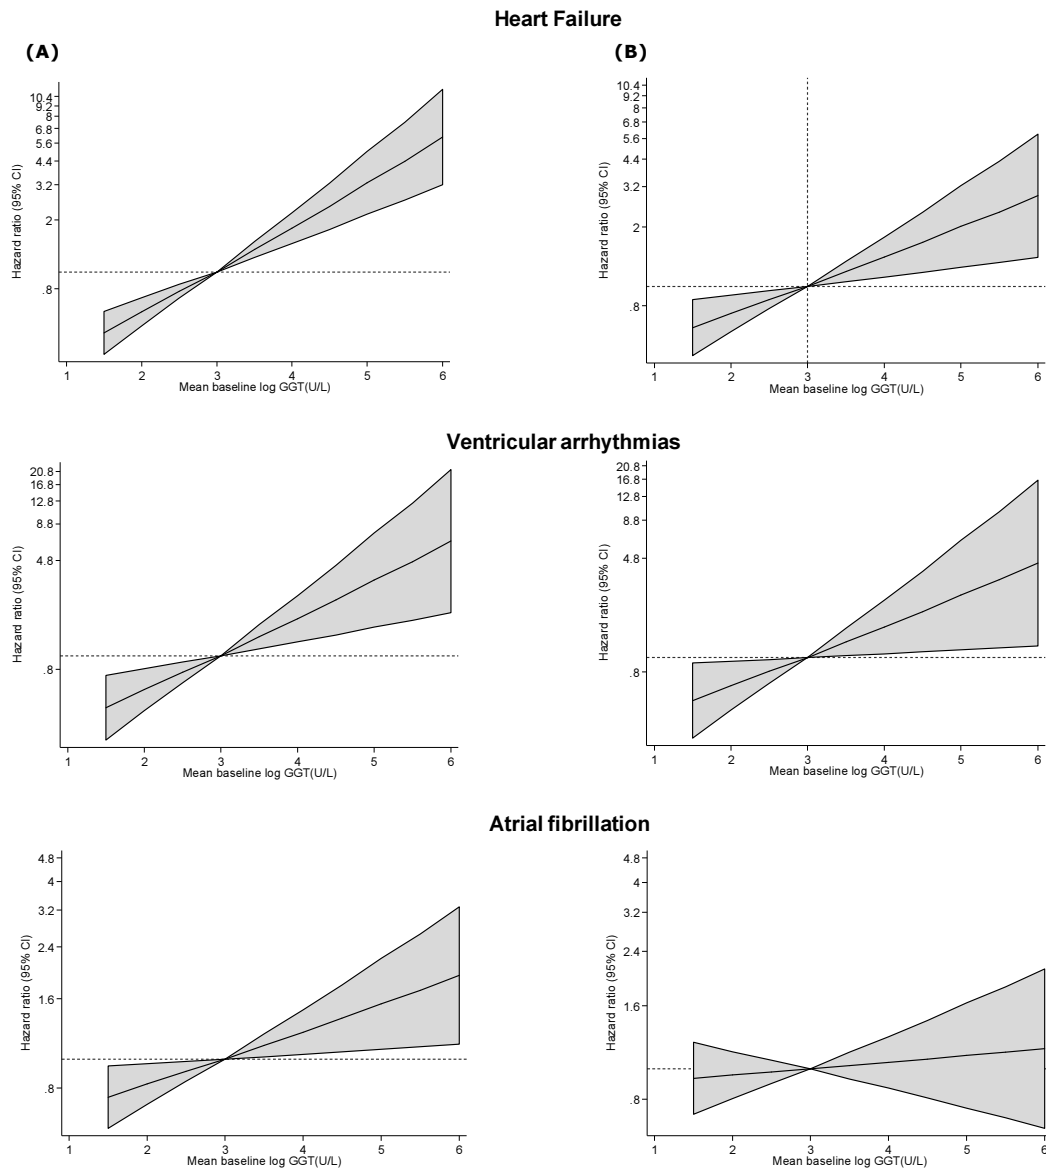 Heart Failure
(A)
(B)
Hazard ratio (95% CI)
10.4
9.2
8
6.8
5.6
4.4
3.2
2
.8
1 2 3 4 5 6
Mean baseline log GGT(U/L)
Hazard ratio (95% CI)
10.4
9.2
8
6.8
5.6
4.4
3.2
2
.8
1 2 3 4 5 6
Mean baseline log GGT(U/L)
Ventricular arrhythmias
Hazard ratio (95% CI)
20.8
16.8
12.8
8.8
4.8
.8
1 2 3 4 5 6
Mean baseline log GGT(U/L)
Hazard ratio (95% CI)
20.8
16.8
12.8
8.8
4.8
.8
1 2 3 4 5 6
Mean baseline log GGT(U/L)
Atrial fibrillation
Hazard ratio (95% CI)
4.8
4
3.2
2.4
1.6
.8
1 2 3 4 5 6
Mean baseline log GGT(U/L)
Hazard ratio (95% CI)
4.8
4
3.2
2.4
1.6
.8
1 2 3 4 5 6
Mean baseline log GGT(U/L)